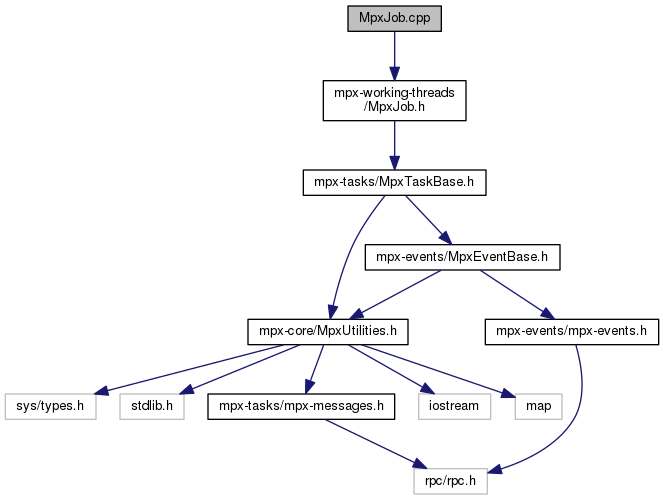 MpxJob.cpp
mpx-working-threads
/MpxJob.h
mpx-tasks/MpxTaskBase.h
mpx-events/MpxEventBase.h
mpx-core/MpxUtilities.h
mpx-events/mpx-events.h
sys/types.h
stdlib.h
mpx-tasks/mpx-messages.h
iostream
map
rpc/rpc.h